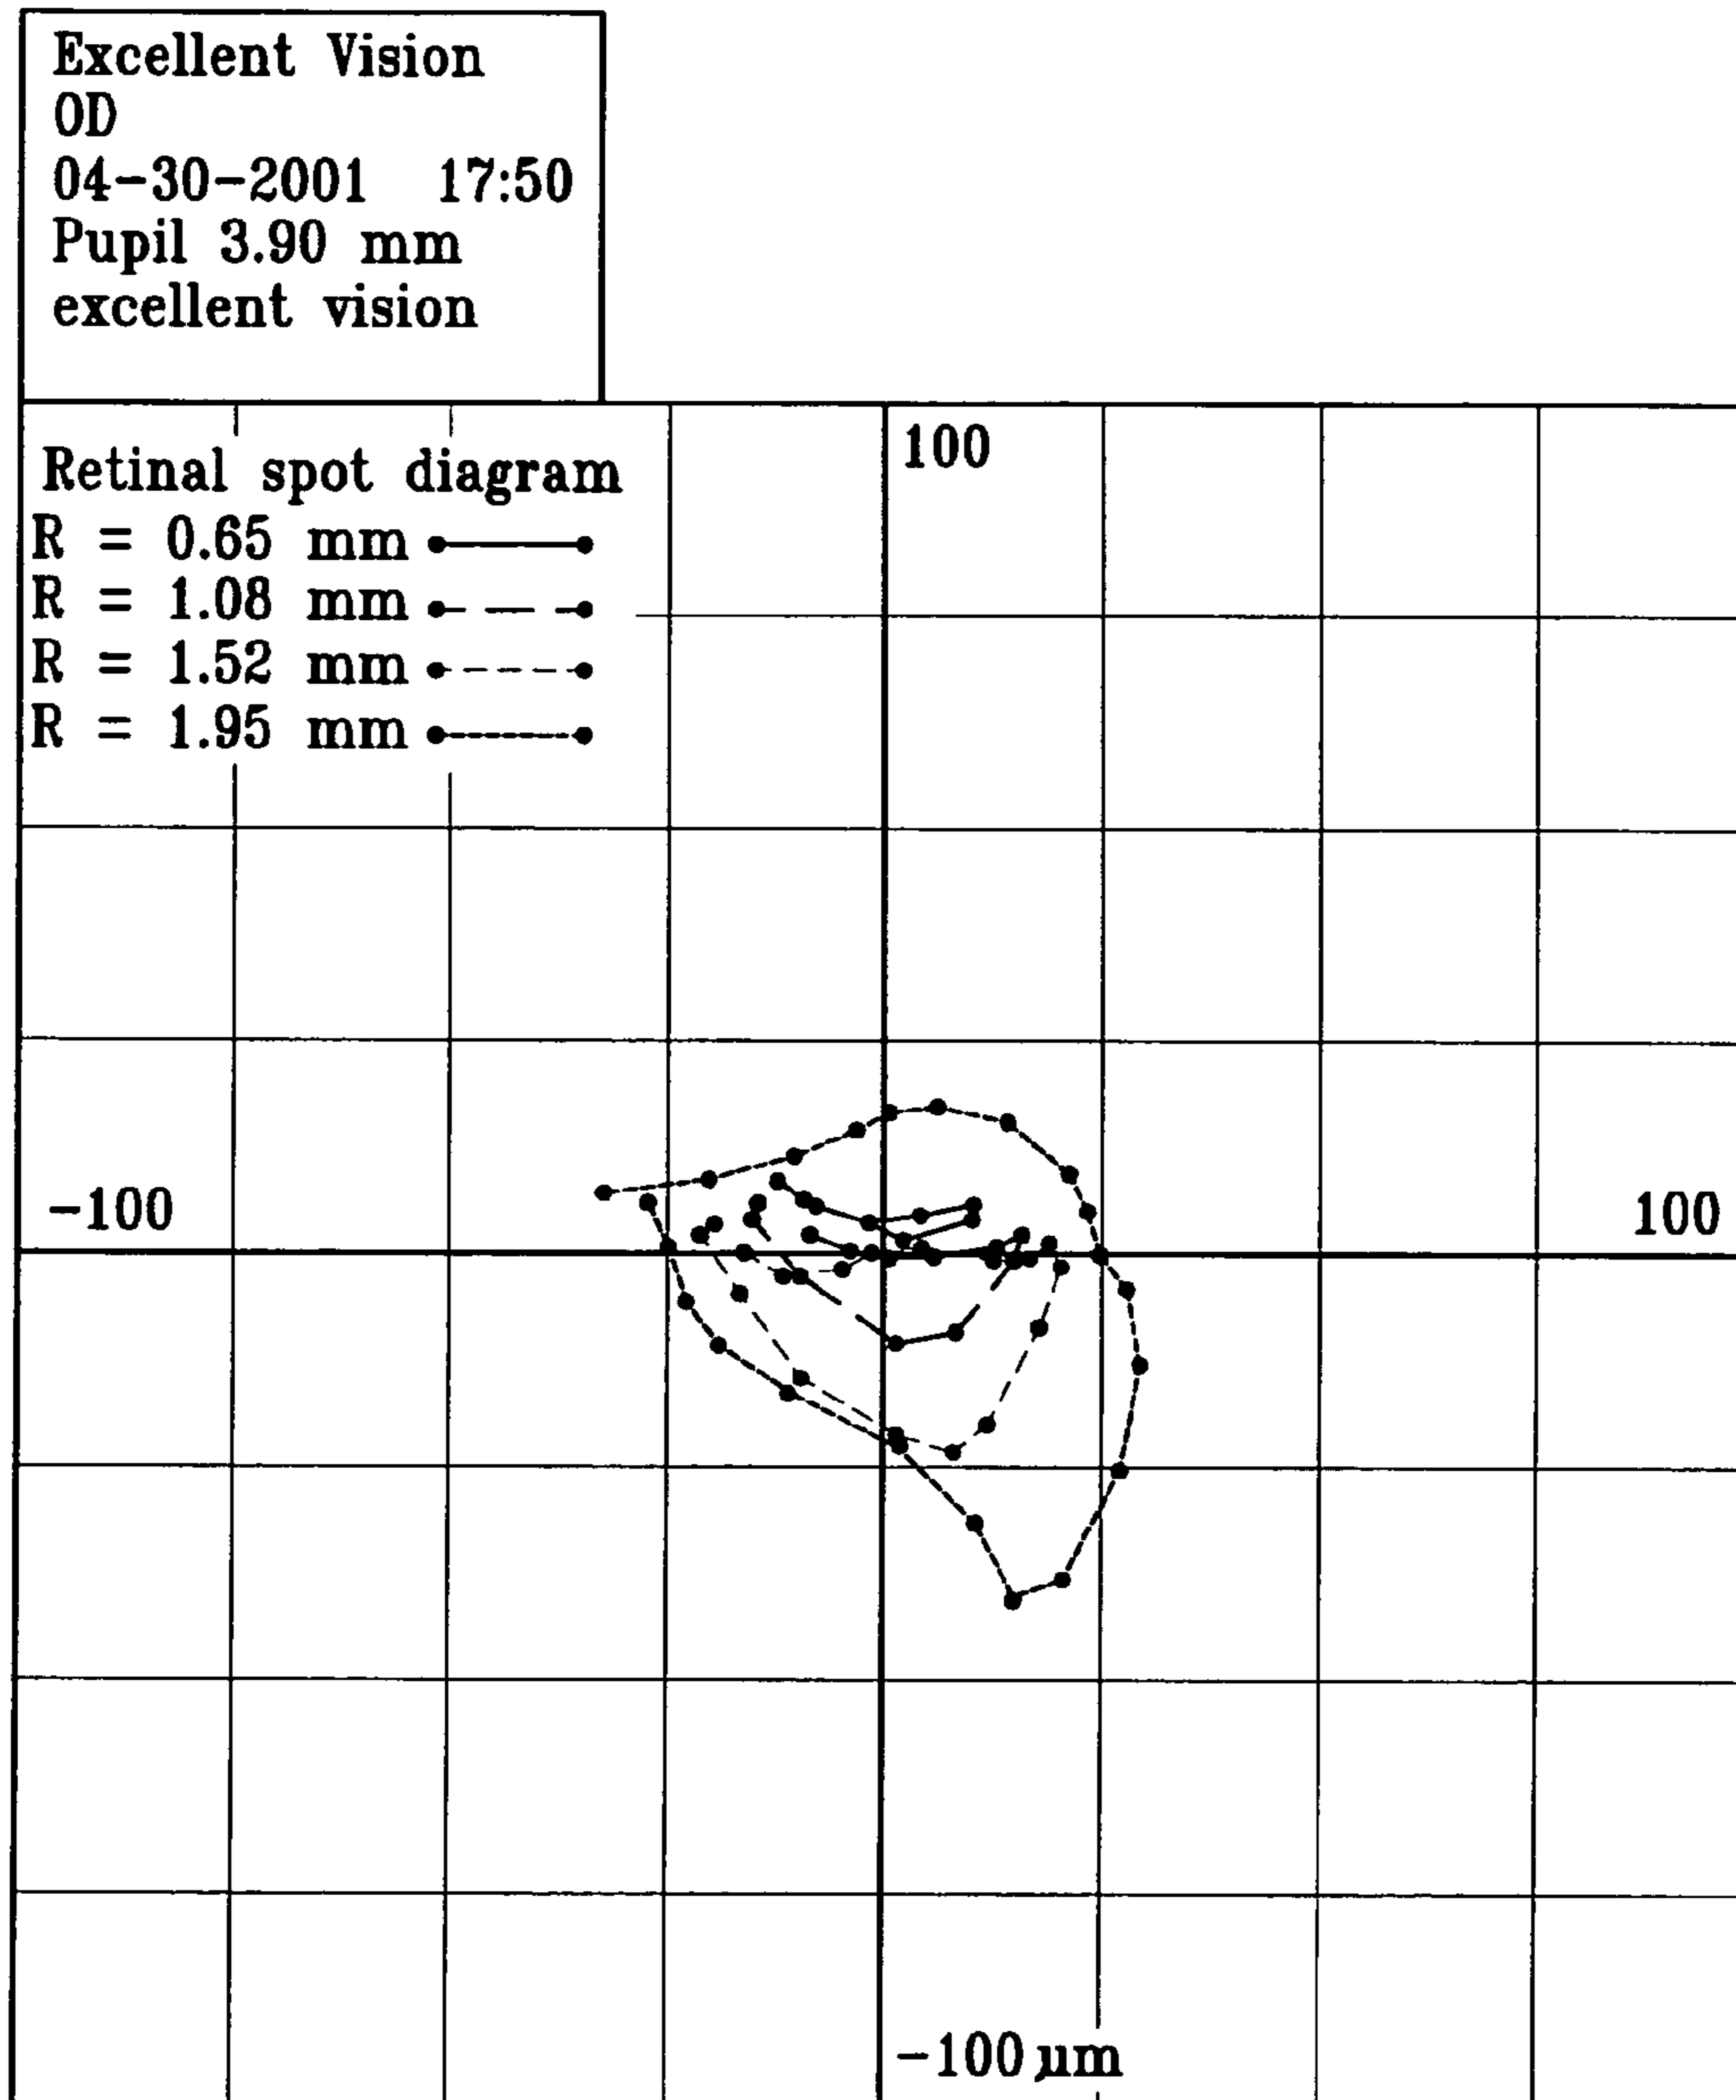 Excellent Vision
OD
04-30-2001 17:50
Pupil 3.90 mm
excellent vision
100
Retinal spot diagram
R = 0.65 mm
R = 1.08 mm
R = 1.52 mm
R = 1.95 mm
-100
100
-100 µm